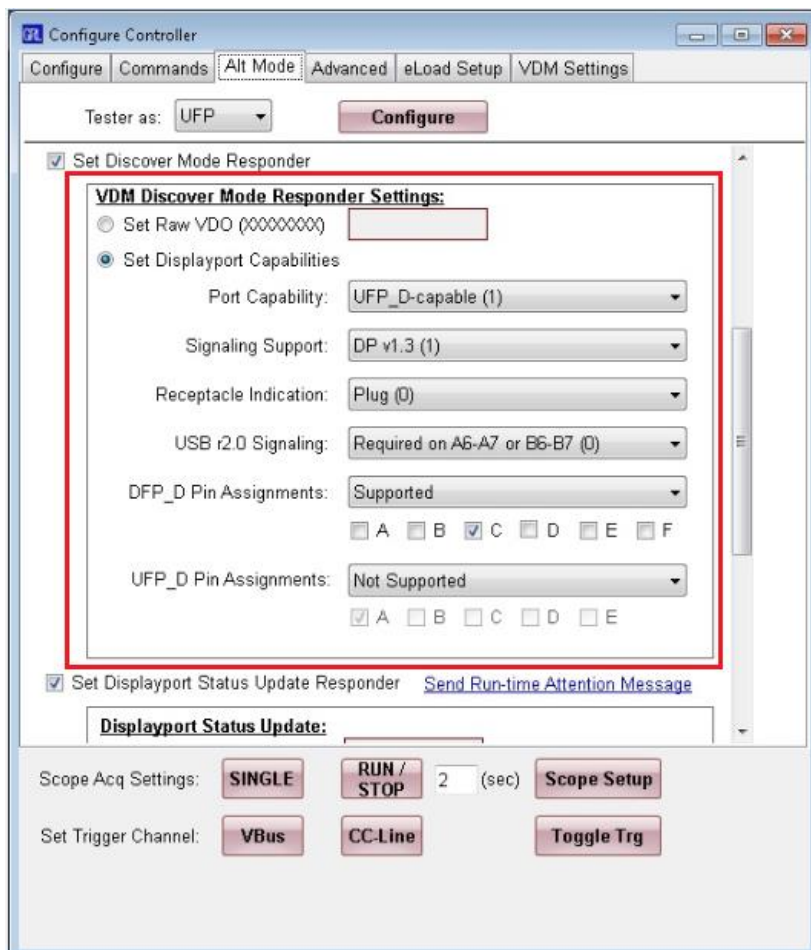 GRL Configure Controller
Configure Commands Alt Mode Advanced eLoad Setup VDM Settings
Tester as: UFP Configure
Set Discover Mode Responder
VDM Discover Mode Responder Settings:
Set Raw VDO (XXXXXXXX)
Set Displayport Capabilities
Port Capability: UFP_D-capable (1)
Signaling Support: DP v1.3 (1)
Receptacle Indication: Plug (0)
USB r2.0 Signaling: Required on A6-A7 or B6-B7 (0)
DFP_D Pin Assignments: Supported
A B C D E F
UFP_D Pin Assignments: Not Supported
A B C D E
Set Displayport Status Update Responder Send Run-time Attention Message
Displayport Status Update:
Scope Acq Settings: SINGLE RUN / STOP 2 (sec) Scope Setup
Set Trigger Channel: VBus CC-Line Toggle Trg